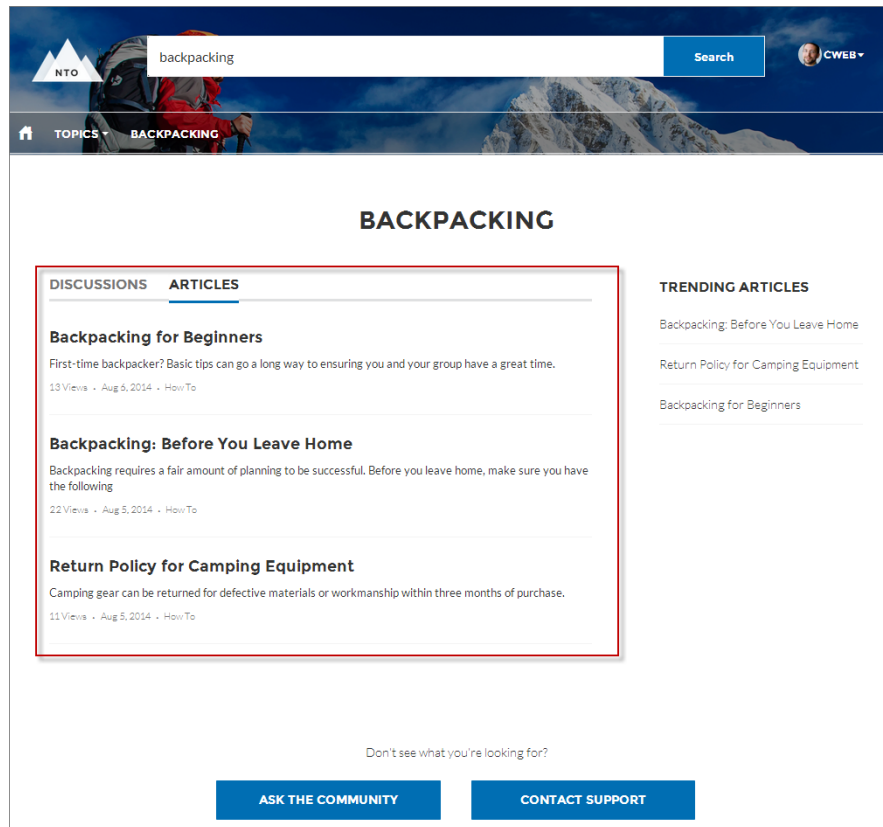 NTO
backpacking
Search
CWEB
TOPICS
BACKPACKING
BACKPACKING
DISCUSSIONS ARTICLES
Backpacking for Beginners
First-time backpacker? Basic tips can go a long way to ensuring you and your group have a great time.
13 Views • Aug 6, 2014 • How To
Backpacking: Before You Leave Home
Backpacking requires a fair amount of planning to be successful. Before you leave home, make sure you have
the following
22 Views • Aug 5, 2014 • How To
Return Policy for Camping Equipment
Camping gear can be returned for defective materials or workmanship within three months of purchase.
11 Views • Aug 5, 2014 • How To
TRENDING ARTICLES
Backpacking: Before You Leave Home
Return Policy for Camping Equipment
Backpacking for Beginners
Don't see what you're looking for?
ASK THE COMMUNITY
CONTACT SUPPORT